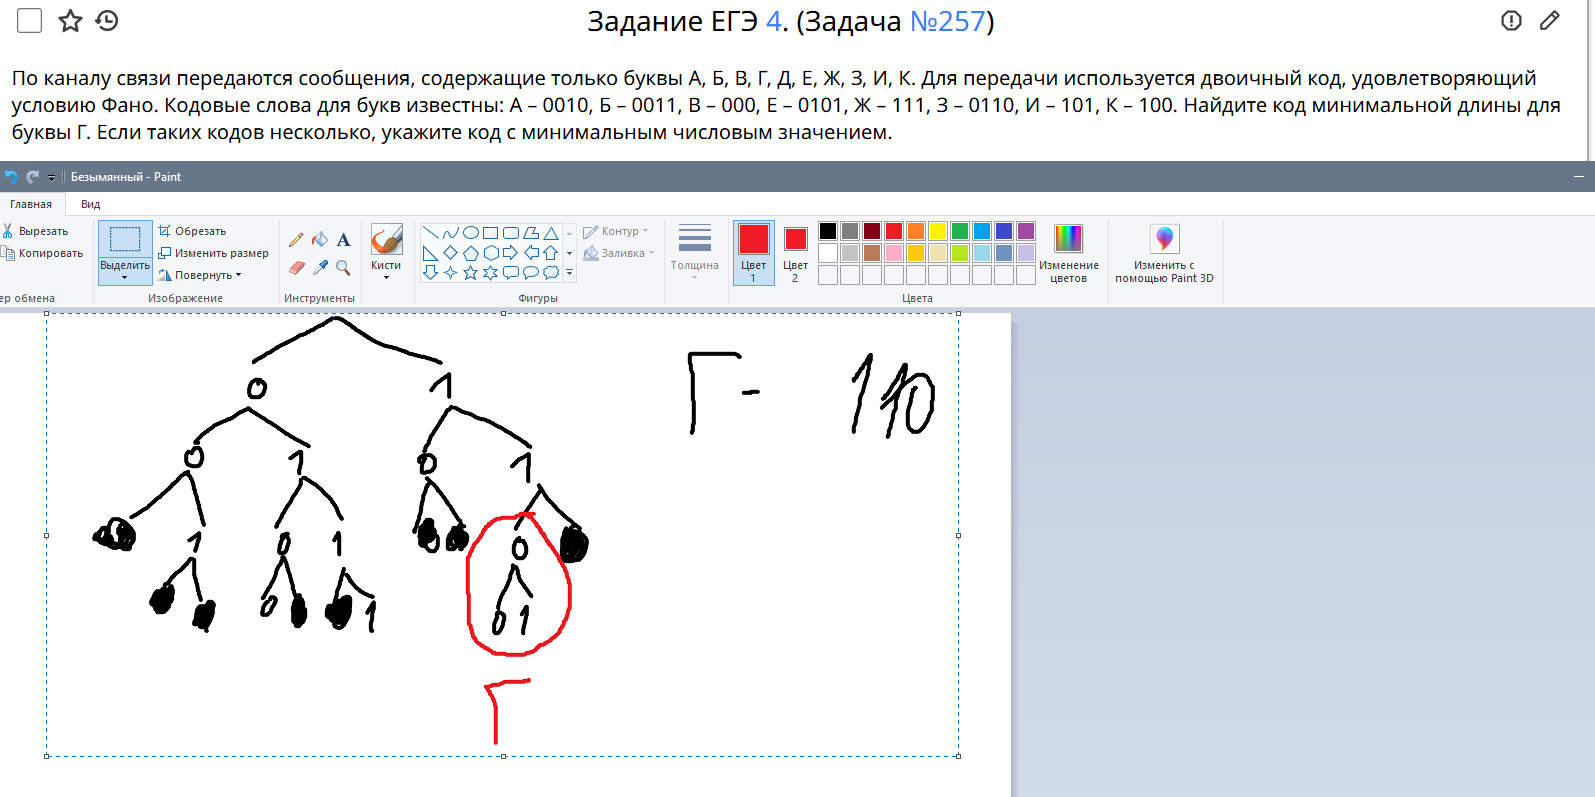 Задание ЕГЭ 4. (Задача №257)
По каналу связи передаются сообщения, содержащие только буквы А, Б, В, Г, Д, Е, Ж, З, И, К. Для передачи используется двоичный код, удовлетворяющий
условию Фано. Кодовые слова для букв известны: А – 0010, Б – 0011, В – 000, Е – 0101, Ж – 111, З – 0110, И – 101, К – 100. Найдите код минимальной длины для
буквы Г. Если таких кодов несколько, укажите код с минимальным числовым значением.
Безымянный - Paint
Главная Вид
Вырезать
Копировать
ер обмена
Выделить
Обрезать
Изменить размер
Повернуть
Изображение
A
Инструменты
Кисти
Фигуры
Контур
Заливка
Толщина
Цвет
1
Цвет
2
Цвета
Изменение
цветов
Изменить с
помощью Paint 3D
Г - 110
0 1
0 1 0 1
1 0 1 0 0
0 1 0 1
Г